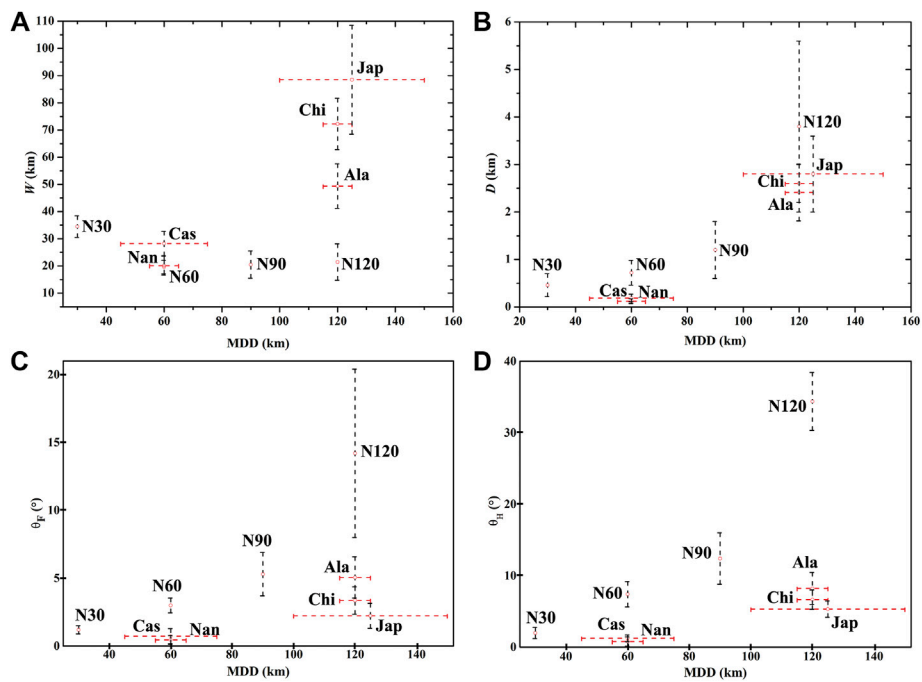 A
W (km)
110
100
90
80
70
60
50
40
30
20
10
0
40
60
80
100
120
140
160
MDD (km)
N30
Cas
Nan
N60
N90
N120
Ala
Chi
Jap
B
D (km)
6
5
4
3
2
1
0
20
40
60
80
100
120
140
160
MDD (km)
N30
N60
Cas
Nan
N90
N120
Jap
Chi
Ala
C
θF (°)
20
15
10
5
0
40
60
80
100
120
140
MDD (km)
N30
N60
Cas
Nan
N90
N120
Ala
Chi
Jap
D
θH (°)
40
30
20
10
0
40
60
80
100
120
140
MDD (km)
N30
N60
Cas
Nan
N90
N120
Ala
Chi
Jap